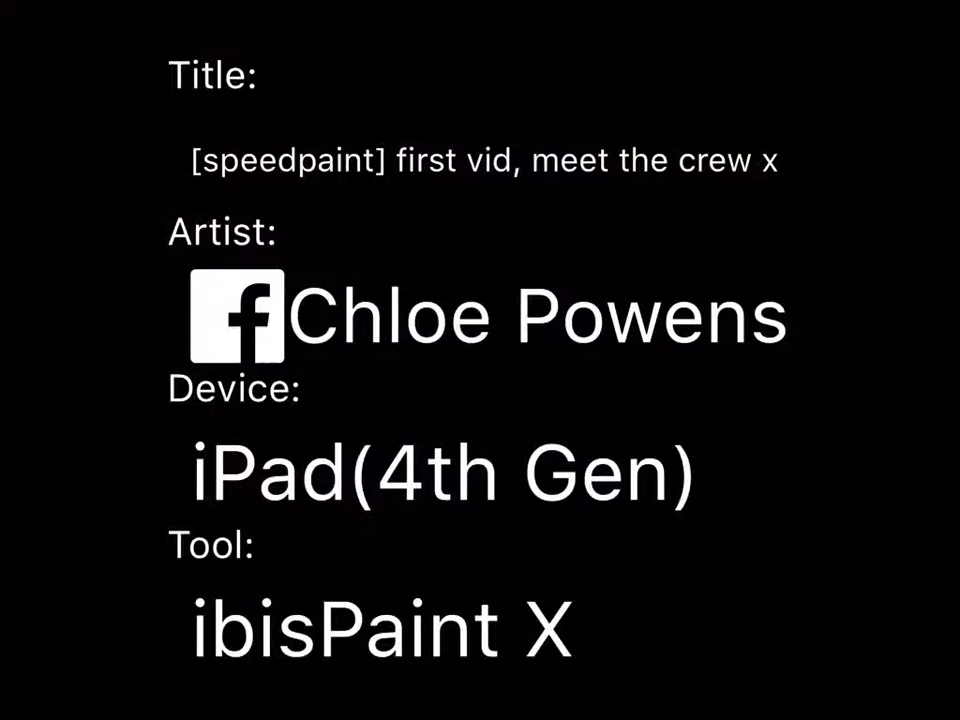 Title:
[speedpaint] first vid, meet the crew x
Artist:
Chloe Powens
Device:
iPad(4th Gen)
Tool:
ibisPaint X